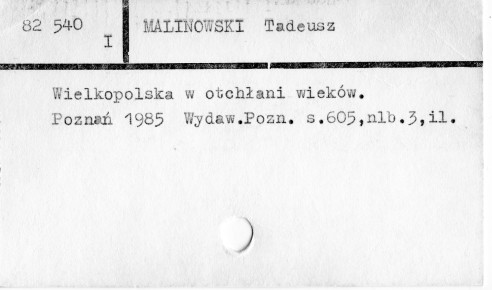 82 540 MALINOWSKI Tadeusz
I
Wielkopolska w otchłani wieków.
Poznań 1985 Wydaw.Pozn. s.605,nlb.3,il.